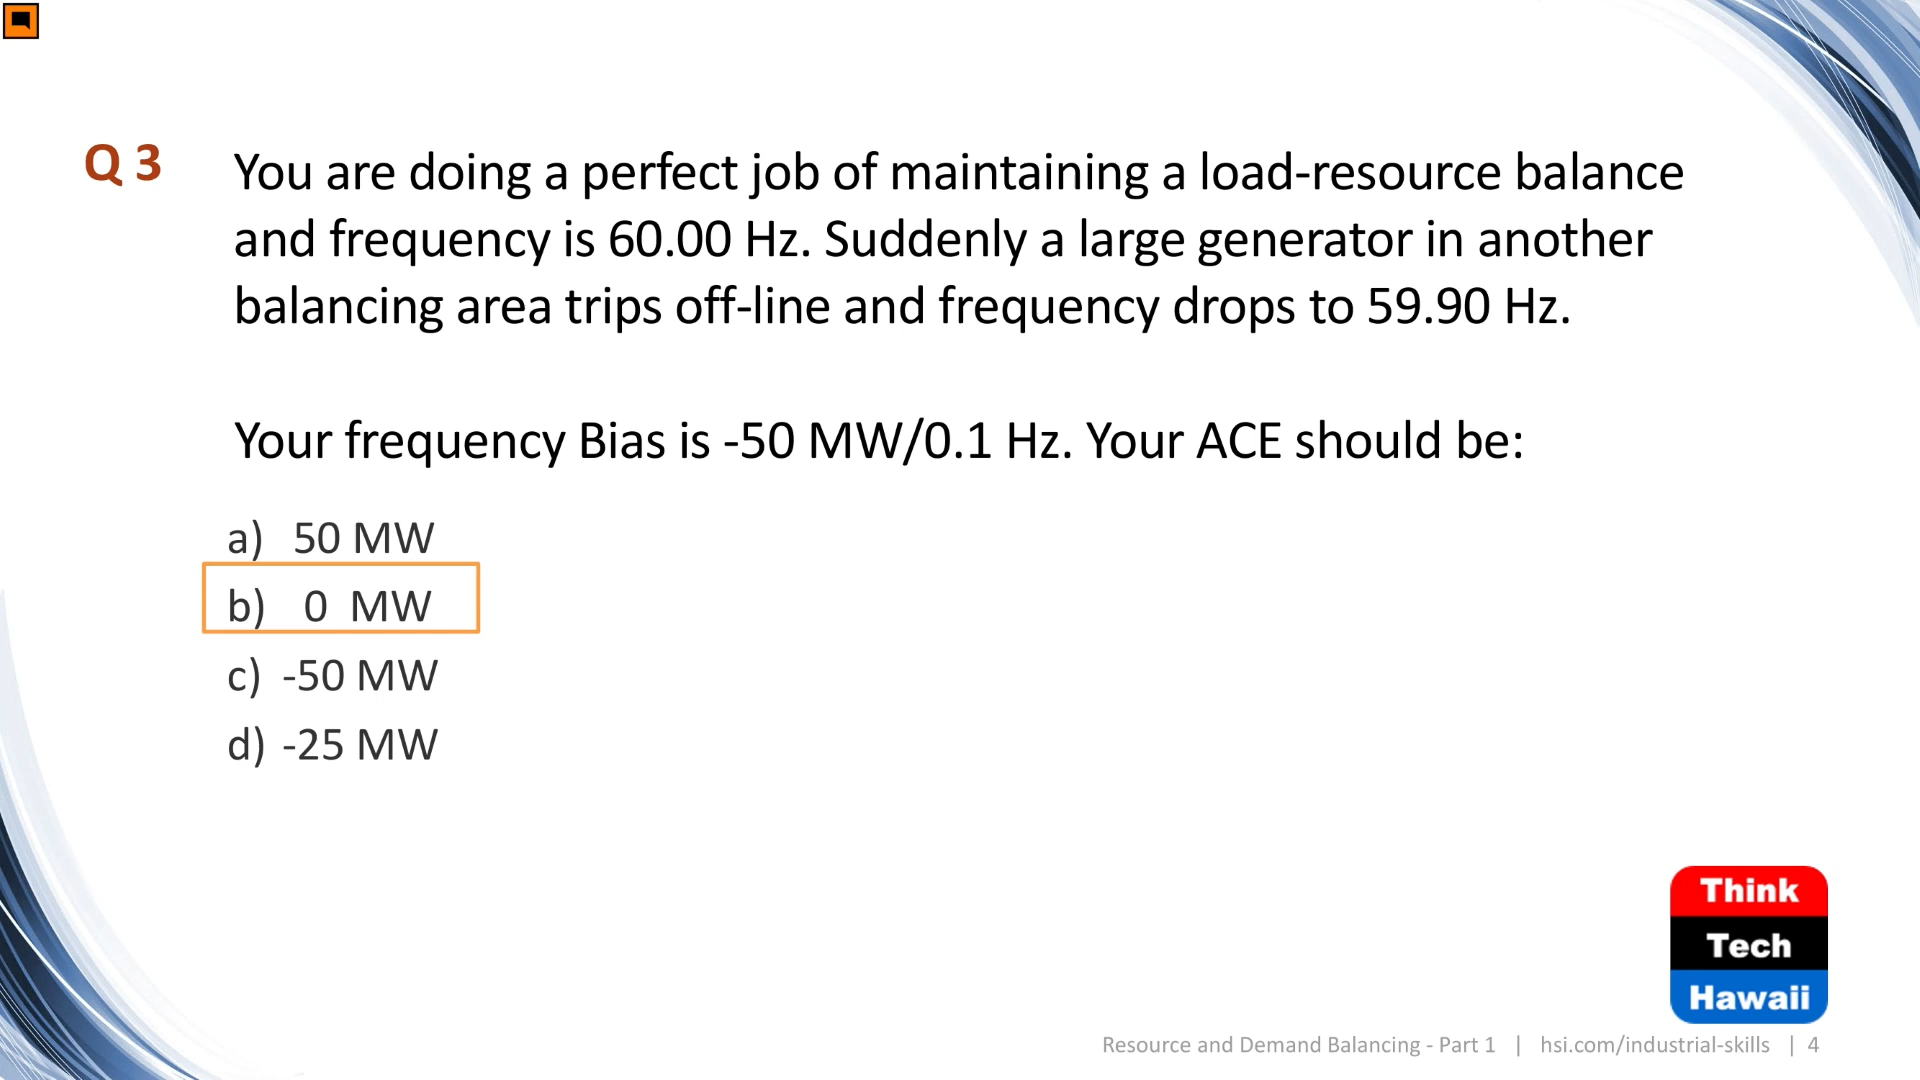 Q 3
You are doing a perfect job of maintaining a load-resource balance
and frequency is 60.00 Hz. Suddenly a large generator in another
balancing area trips off-line and frequency drops to 59.90 Hz.
Your frequency Bias is -50 MW/0.1 Hz. Your ACE should be:
a) 50 MW
b) 0 MW
c) -50 MW
d) -25 MW
Think
Tech
Hawaii
Resource and Demand Balancing - Part 1 | hsi.com/industrial-skills | 4